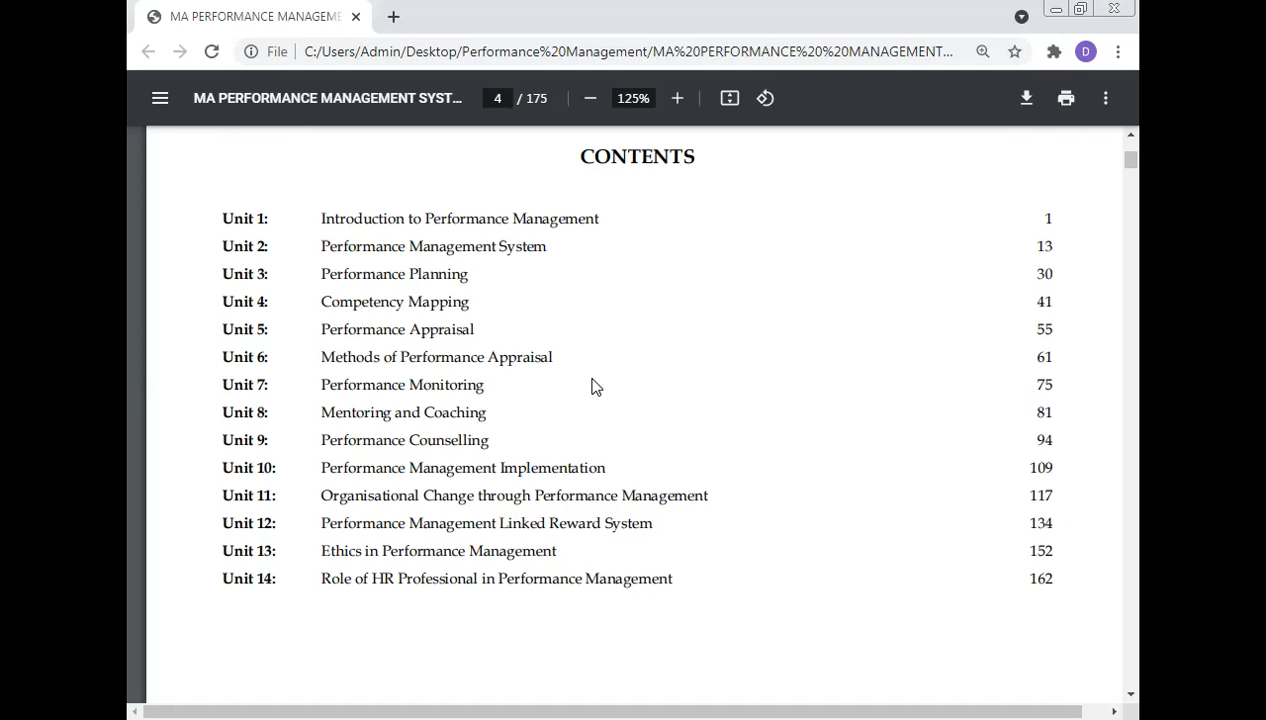 MA PERFORMANCE MANAGEME
File C:/Users/Admin/Desktop/Performance%20Management/MA%20PERFORMANCE%20%20MANAGEMENT... D
MA PERFORMANCE MANAGEMENT SYST... 4 / 175 125%
CONTENTS
Unit 1: Introduction to Performance Management 1
Unit 2: Performance Management System 13
Unit 3: Performance Planning 30
Unit 4: Competency Mapping 41
Unit 5: Performance Appraisal 55
Unit 6: Methods of Performance Appraisal 61
Unit 7: Performance Monitoring 75
Unit 8: Mentoring and Coaching 81
Unit 9: Performance Counselling 94
Unit 10: Performance Management Implementation 109
Unit 11: Organisational Change through Performance Management 117
Unit 12: Performance Management Linked Reward System 134
Unit 13: Ethics in Performance Management 152
Unit 14: Role of HR Professional in Performance Management 162